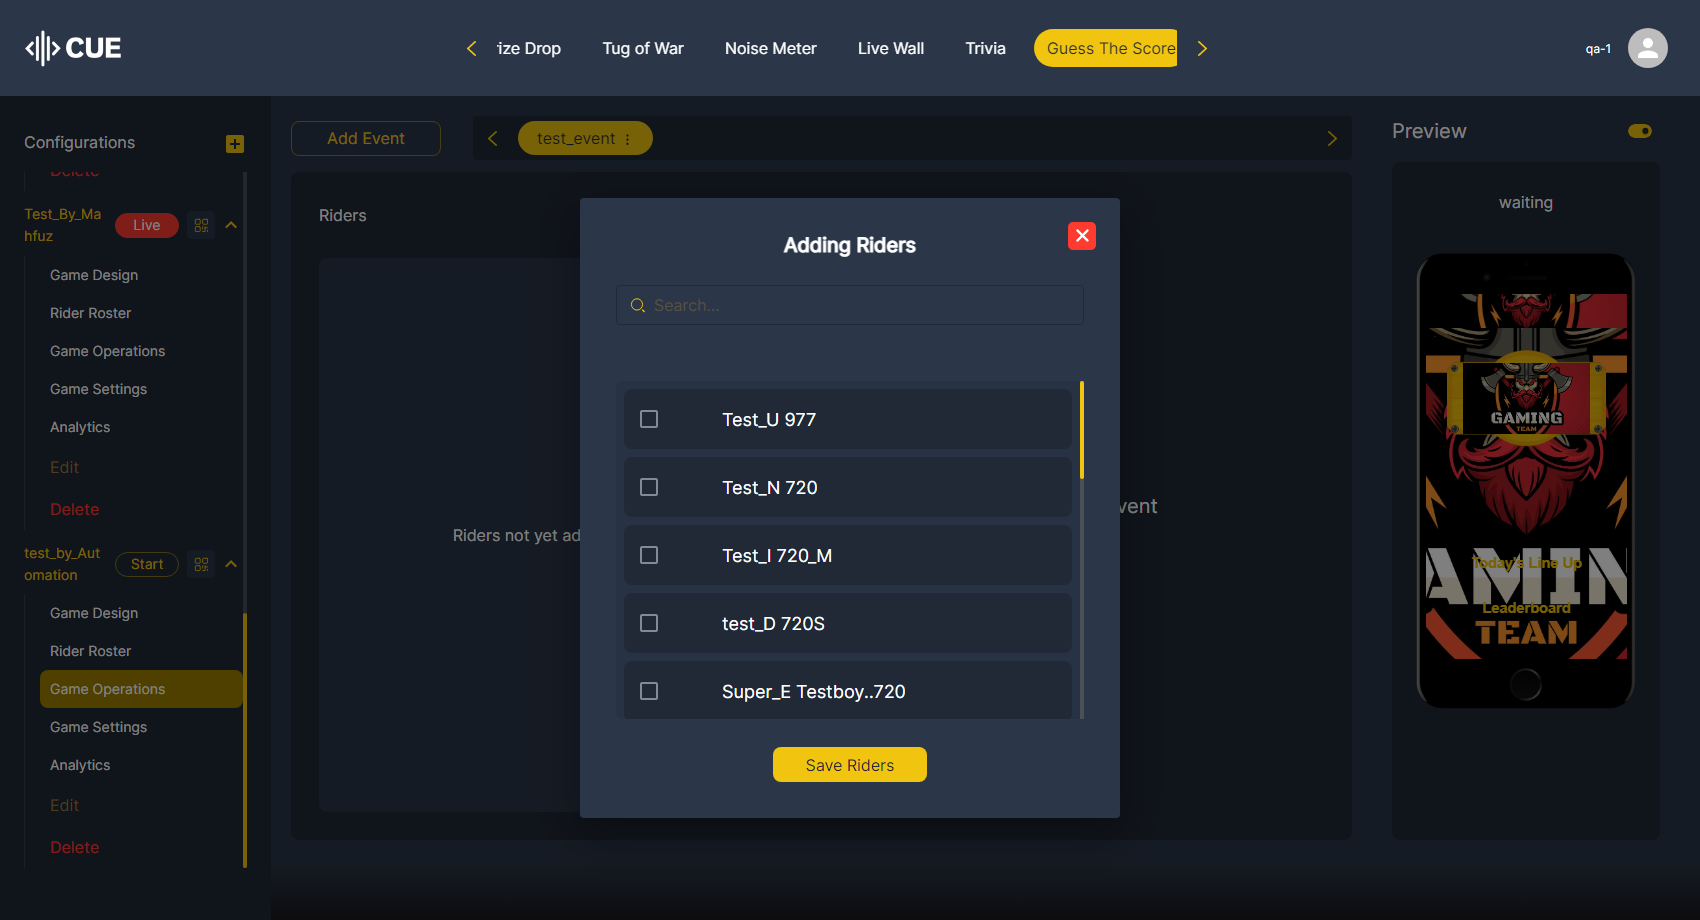 CUE
ize Drop
Tug of War
Noise Meter
Live Wall
Trivia
Guess The Score
qa-1
Configurations
Delete
Test_By_Ma
hfuz
Live
Game Design
Rider Roster
Game Operations
Game Settings
Analytics
Edit
Delete
test_by_Aut
omation
Start
Game Design
Rider Roster
Game Operations
Game Settings
Analytics
Edit
Delete
Add Event
test_event
Riders
Riders not yet ad
vent
Adding Riders
Search...
Test_U 977
Test_N 720
Test_I 720_M
test_D 720S
Super_E Testboy..720
Save Riders
Preview
waiting
GAMING
TEAM
Today's Line Up
AMIN
Leaderboard
TEAM